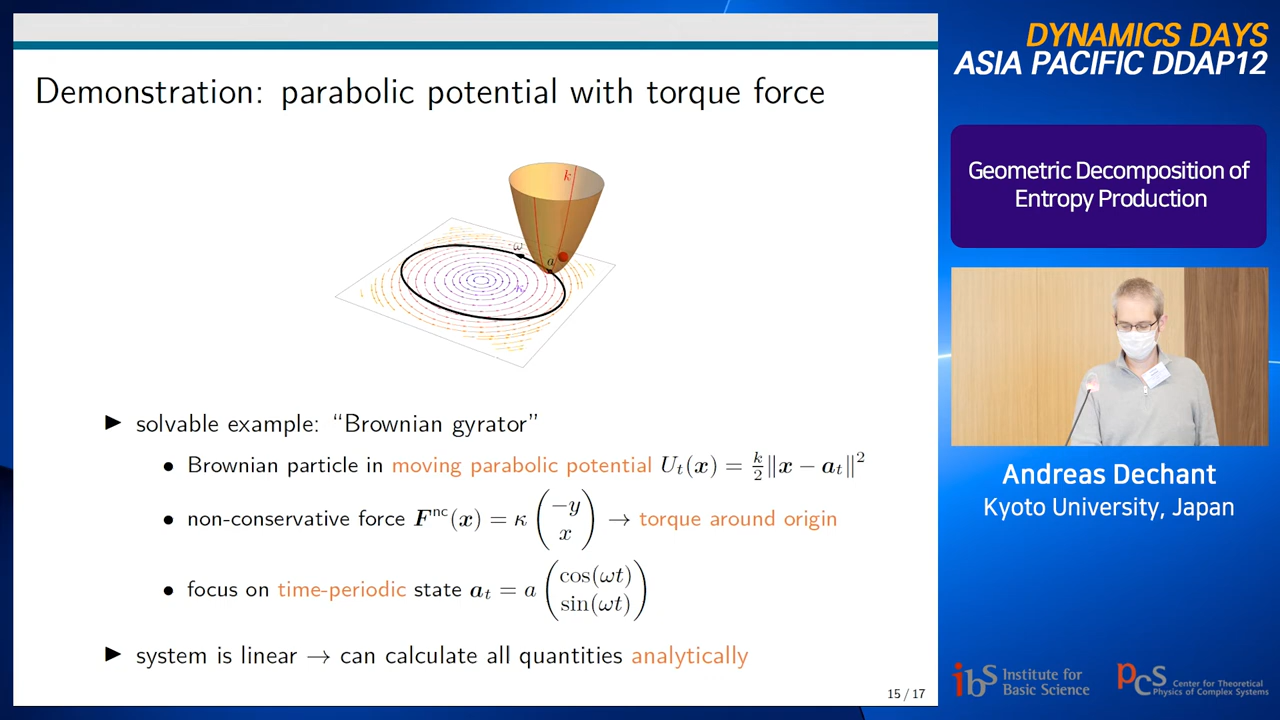 Demonstration: parabolic potential with torque force
k
ω
a
κ
▶ solvable example: “Brownian gyrator”
• Brownian particle in moving parabolic potential U_t(x) = k/2 ‖x − a_t‖²
• non-conservative force F^nc(x) = κ (−y x) → torque around origin
• focus on time-periodic state a_t = a (cos(ωt) sin(ωt))
▶ system is linear → can calculate all quantities analytically
15 / 17
DYNAMICS DAYS
ASIA PACIFIC DDAP12
Geometric Decomposition of
Entropy Production
Andreas Dechant
Kyoto University, Japan
ibS Institute for
Basic Science
PCS Center for Theoretical
Physics of Complex Systems